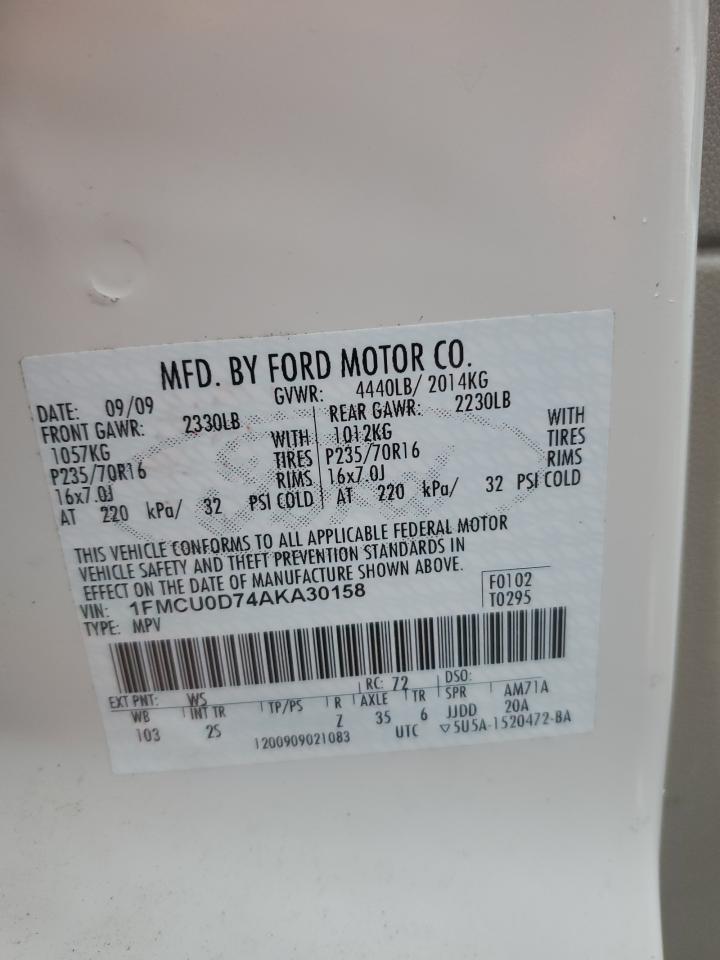 MFD. BY FORD MOTOR CO.
DATE: 09/09 GVWR: 4440LB/ 2014KG
FRONT GAWR: 2330LB REAR GAWR: 2230LB
1057KG WITH 1012KG WITH
P235/70R16 TIRES P235/70R16 TIRES
16x7.0J RIMS 16x7.0J RIMS
AT 220 kPa/ 32 PSI COLD AT 220 kPa/ 32 PSI COLD
THIS VEHICLE CONFORMS TO ALL APPLICABLE FEDERAL MOTOR
VEHICLE SAFETY AND THEFT PREVENTION STANDARDS IN
EFFECT ON THE DATE OF MANUFACTURE SHOWN ABOVE.
VIN: 1FMCU0D74AKA30158 F0102
TYPE: MPV T0295
EXT PNT: WS RC: 72 DSO:
WB INT TR TP/PS R AXLE TR SPR AM71A
103 2S Z 35 6 JJDD 20A
1200909021083 UTC ▽5U5A-1520472-BA